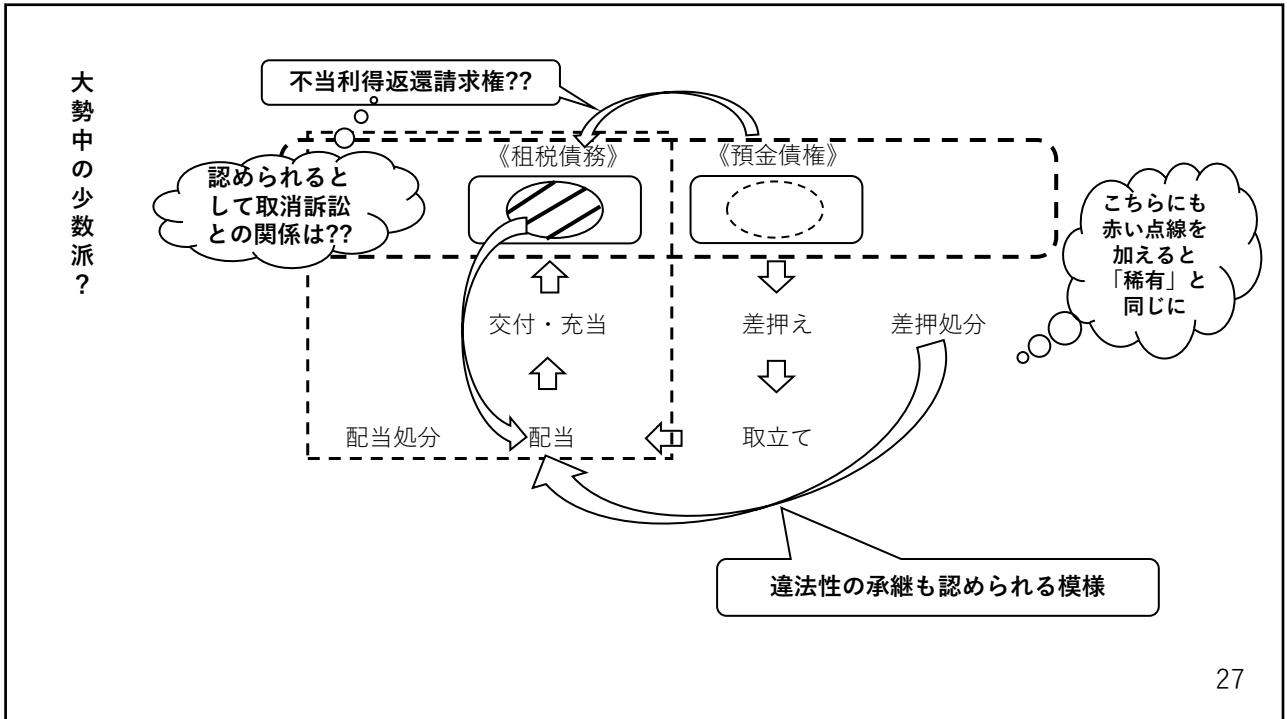 大勢中の少数派？
不当利得返還請求権??
《租税債務》
《預金債権》
認められると
して取消訴訟
との関係は??
こちらにも
赤い点線を
加えると
「稀有」と
同じに
交付・充当
差押え
差押処分
配当処分
配当
取立て
違法性の承継も認められる模様
27